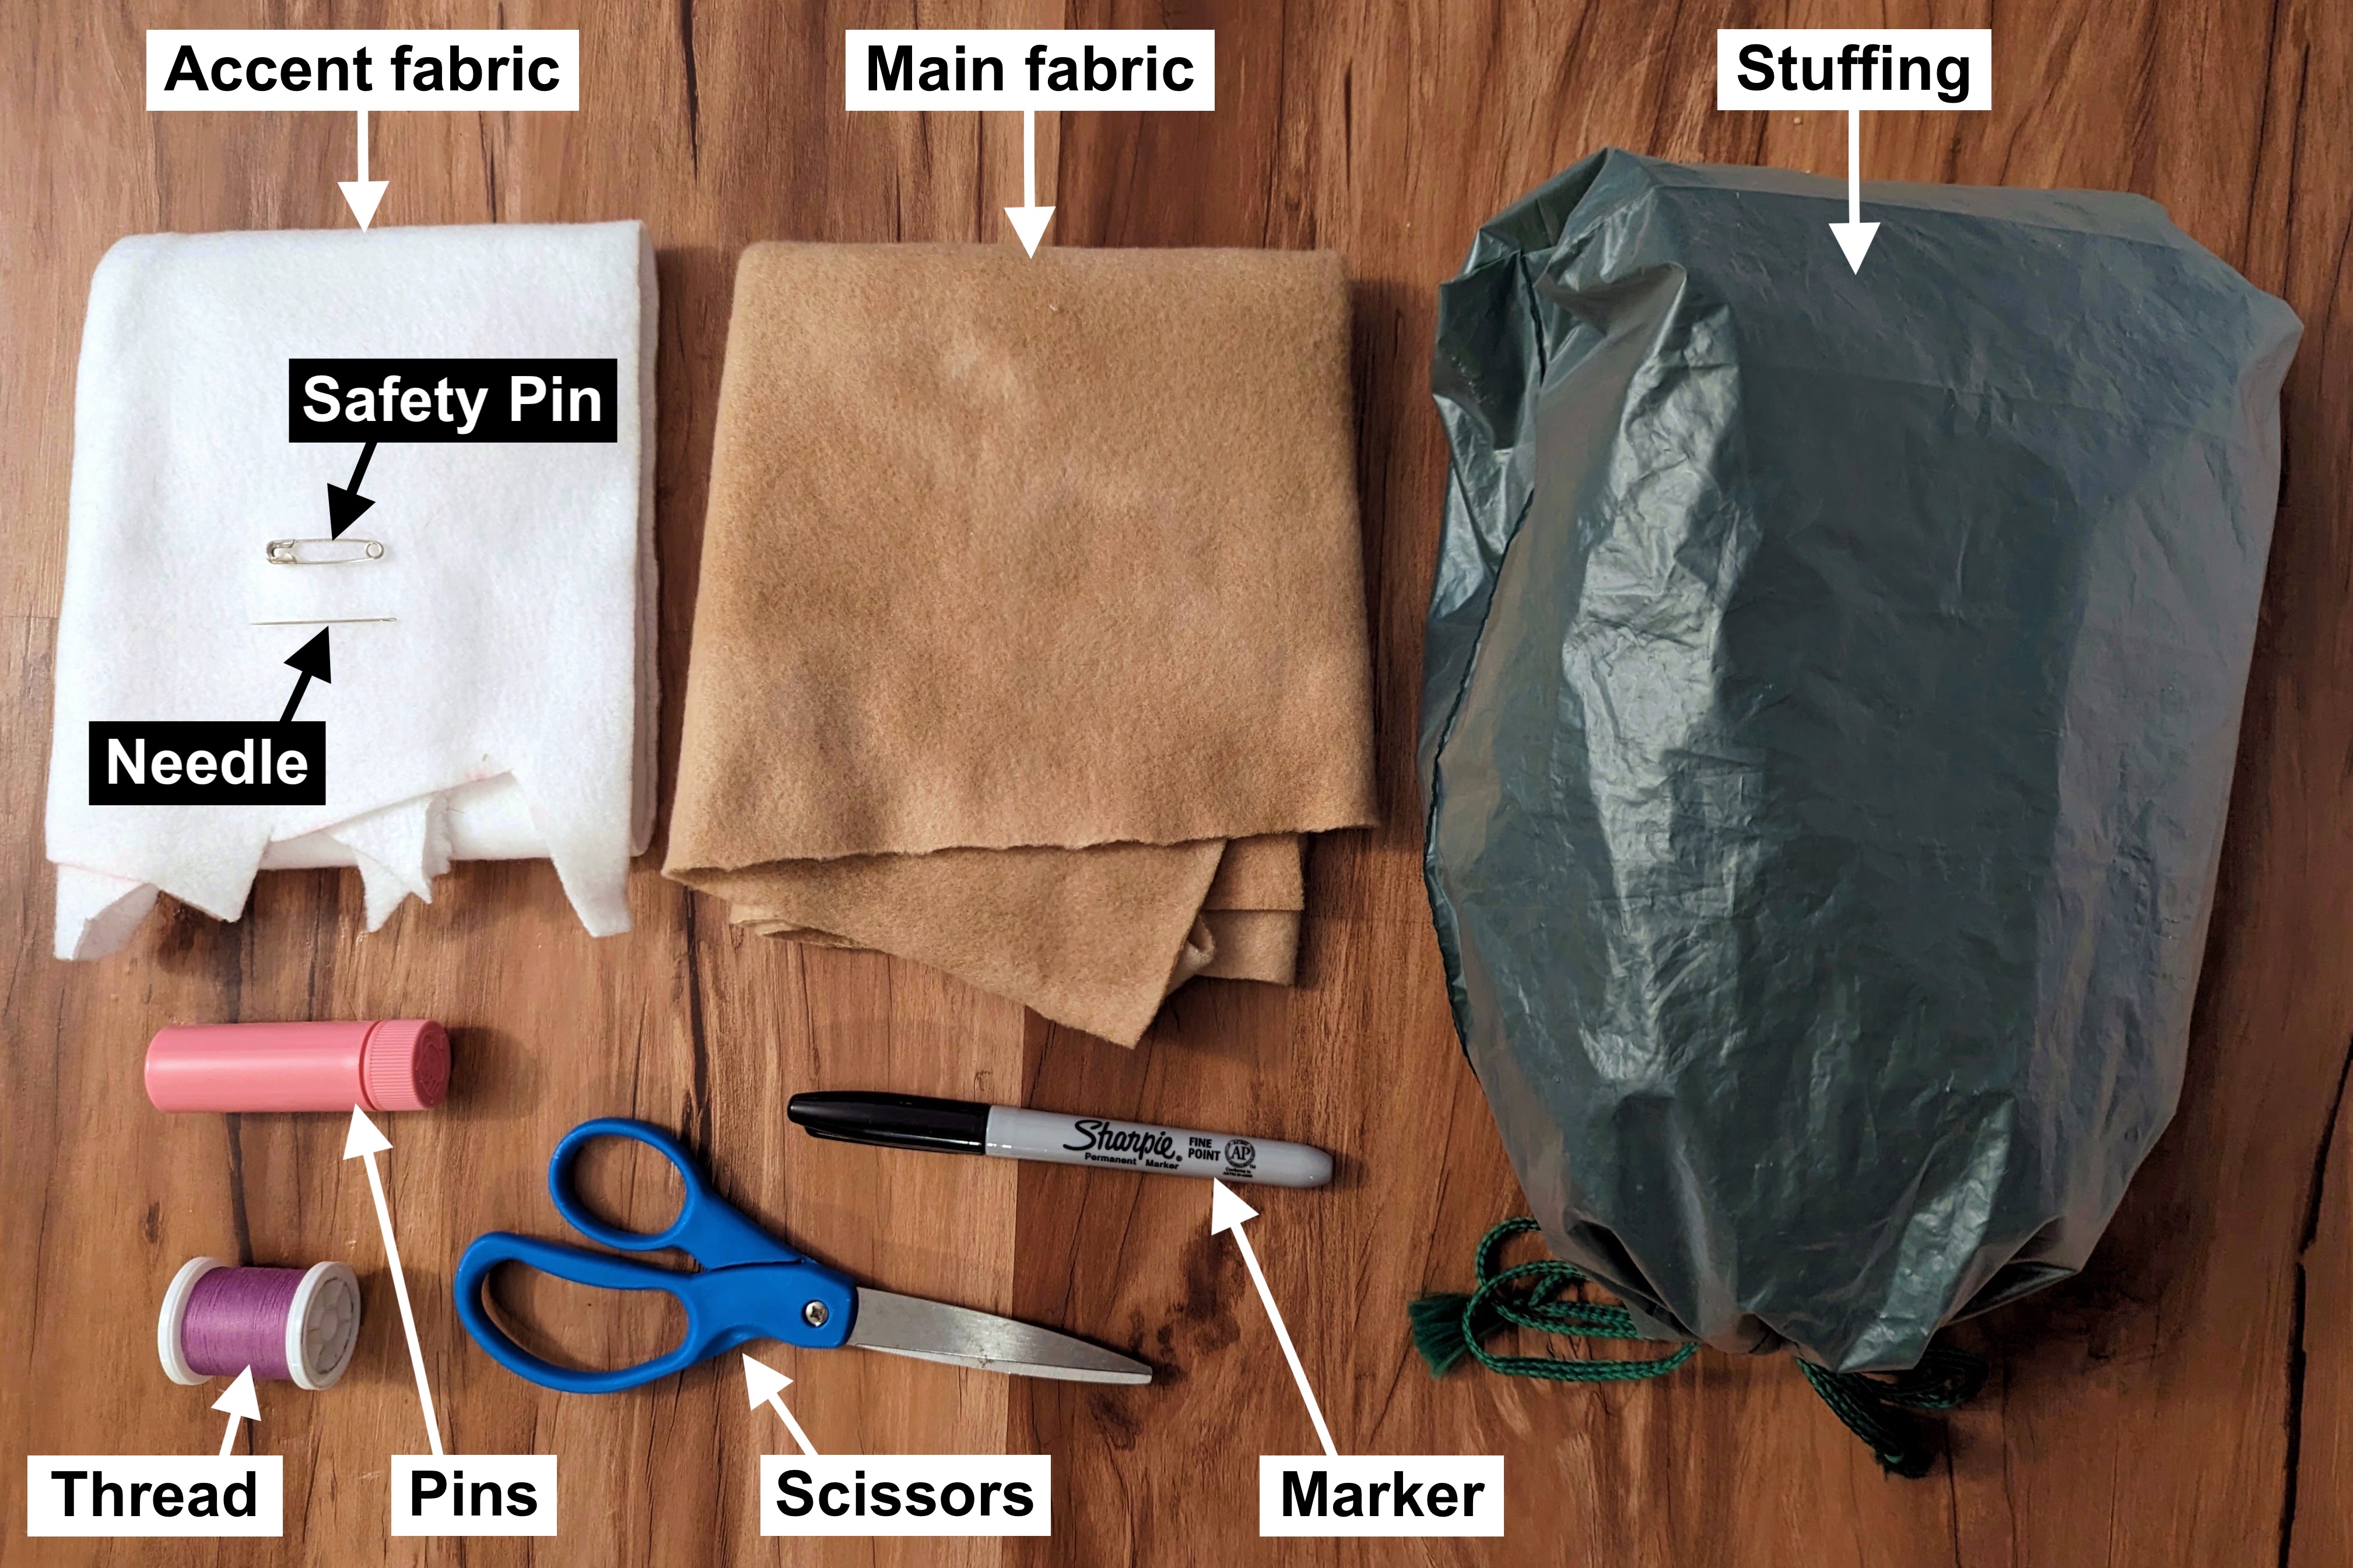 Accent fabric
Main fabric
Stuffing
Safety Pin
Needle
Sharpie
Permanent Marker
FINE
POINT
AP
Thread
Pins
Scissors
Marker